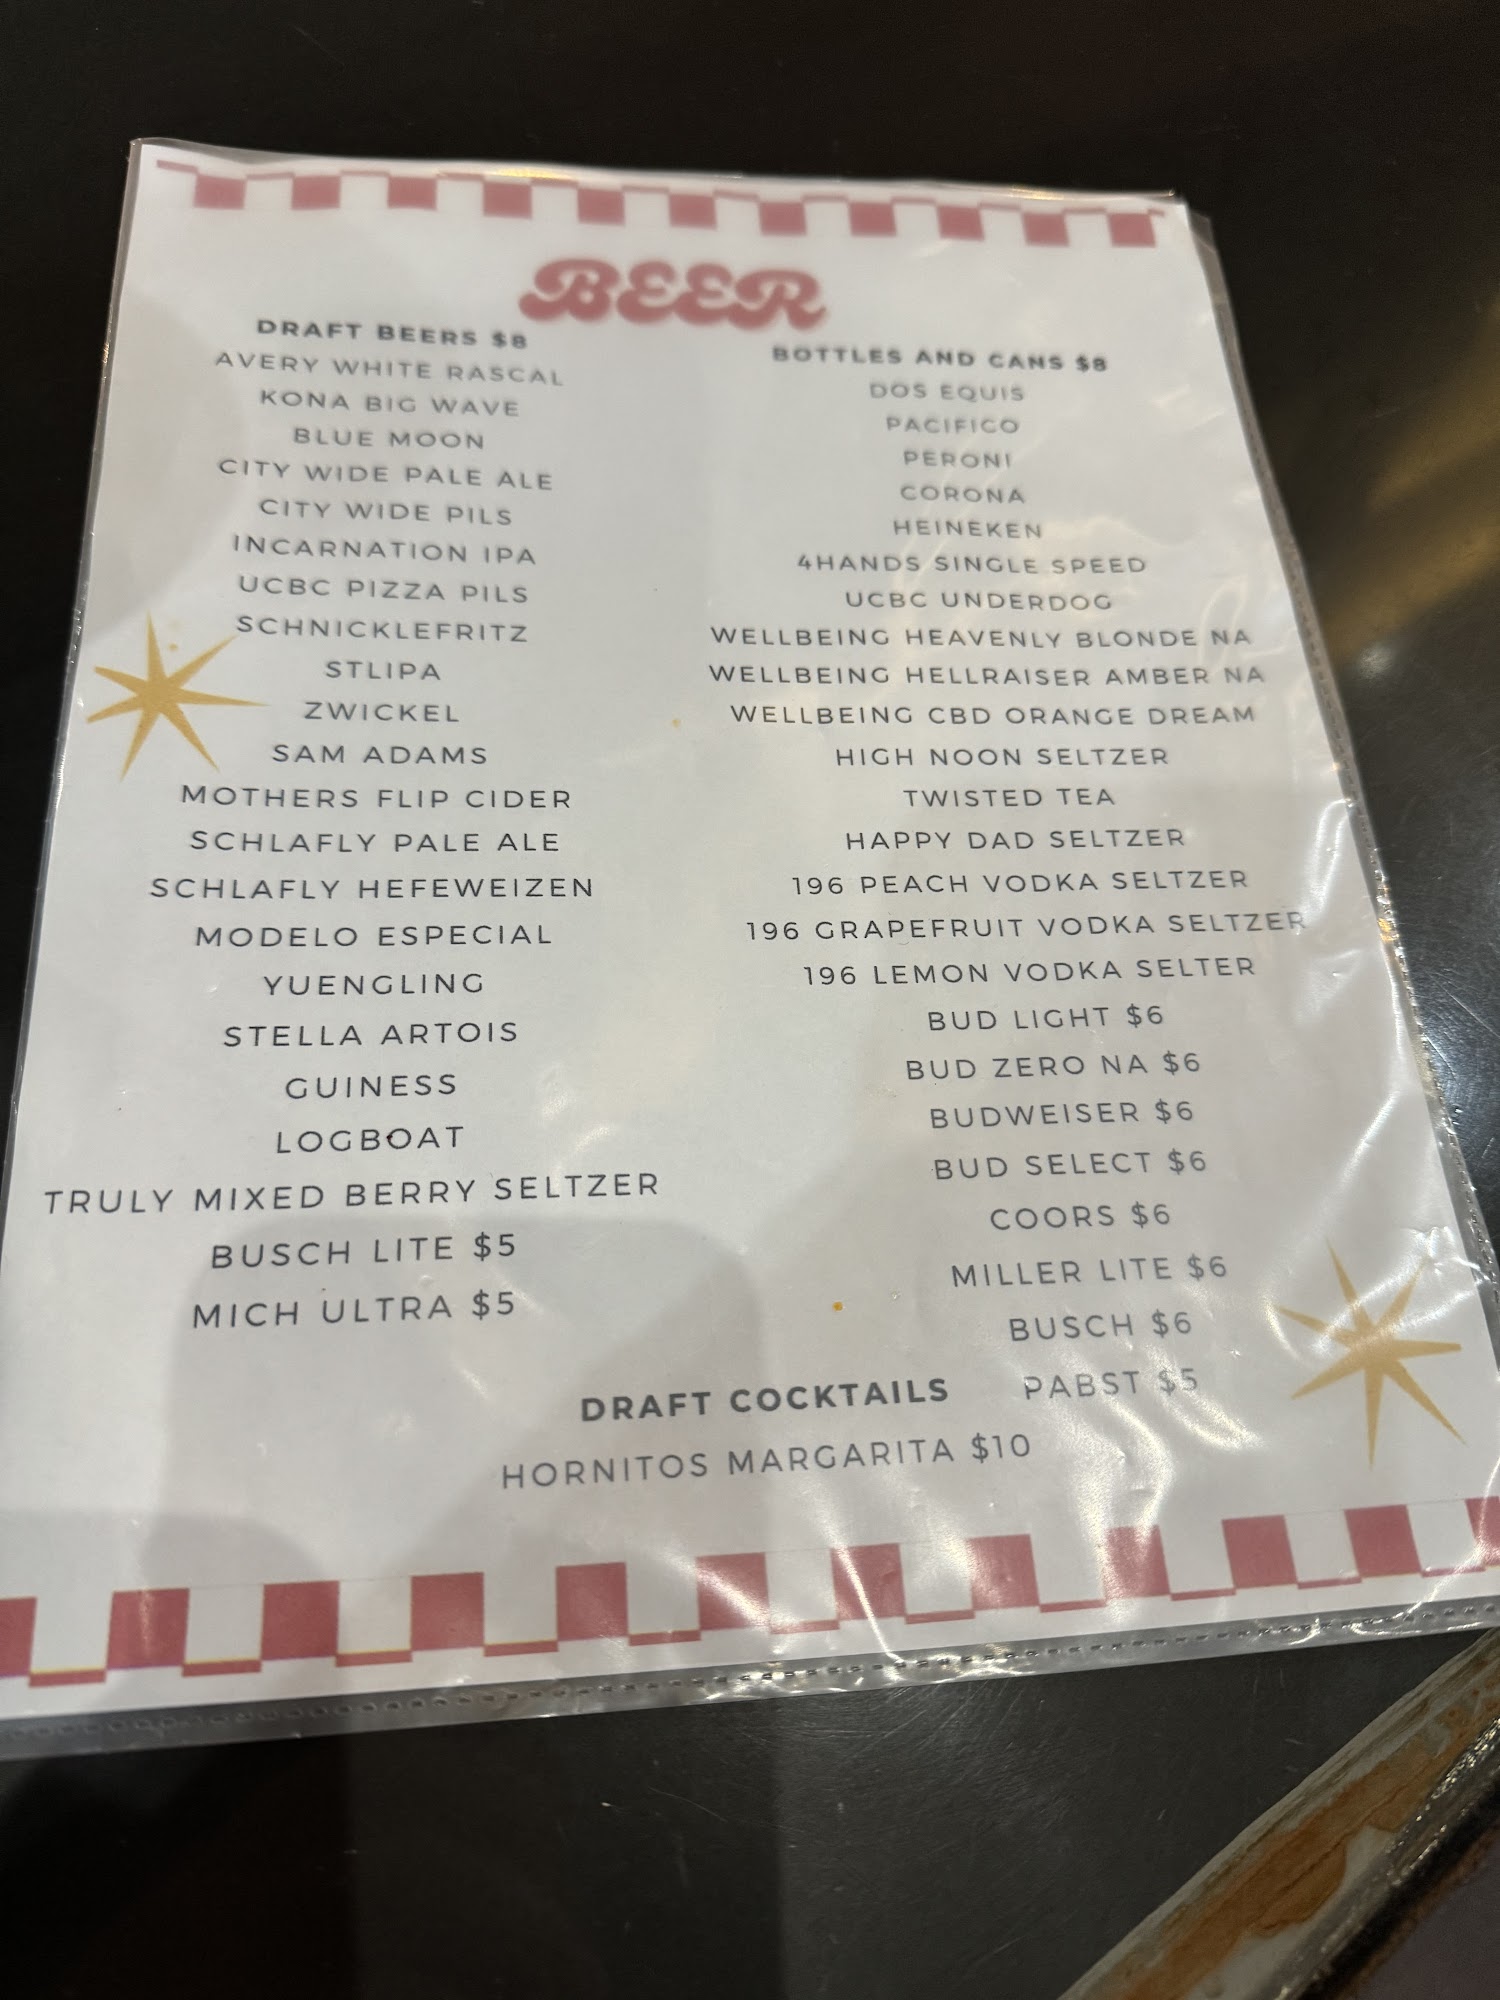 BEER
DRAFT BEERS $8
AVERY WHITE RASCAL
KONA BIG WAVE
BLUE MOON
CITY WIDE PALE ALE
CITY WIDE PILS
INCARNATION IPA
UCBC PIZZA PILS
SCHNICKLEFRITZ
STLIPA
ZWICKEL
SAM ADAMS
MOTHERS FLIP CIDER
SCHLAFLY PALE ALE
SCHLAFLY HEFEWEIZEN
MODELO ESPECIAL
YUENGLING
STELLA ARTOIS
GUINESS
LOGBOAT
TRULY MIXED BERRY SELTZER
BUSCH LITE $5
MICH ULTRA $5
BOTTLES AND CANS $8
DOS EQUIS
PACIFICO
PERONI
CORONA
HEINEKEN
4HANDS SINGLE SPEED
UCBC UNDERDOG
WELLBEING HEAVENLY BLONDE NA
WELLBEING HELLRAISER AMBER NA
WELLBEING CBD ORANGE DREAM
HIGH NOON SELTZER
TWISTED TEA
HAPPY DAD SELTZER
196 PEACH VODKA SELTZER
196 GRAPEFRUIT VODKA SELTZER
196 LEMON VODKA SELTER
BUD LIGHT $6
BUD ZERO NA $6
BUDWEISER $6
BUD SELECT $6
COORS $6
MILLER LITE $6
BUSCH $6
PABST $5
DRAFT COCKTAILS
HORNITOS MARGARITA $10